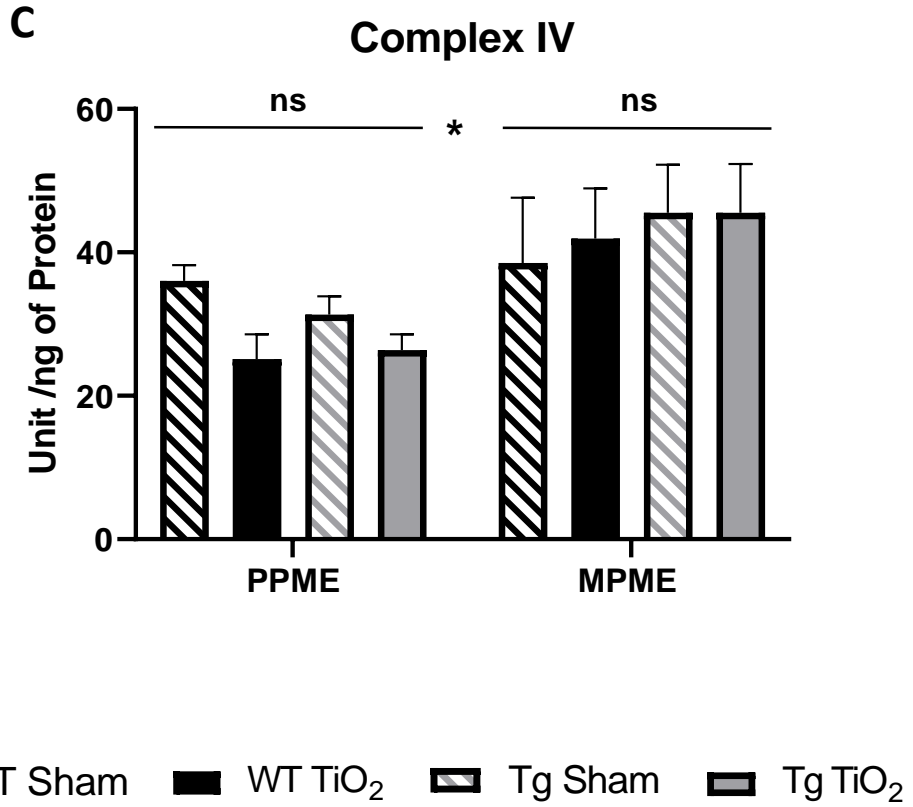 C
Complex IV
ns
ns
*
60
40
20
0
Unit /ng of Protein
PPME
MPME
T Sham WT TiO₂ Tg Sham Tg TiO₂